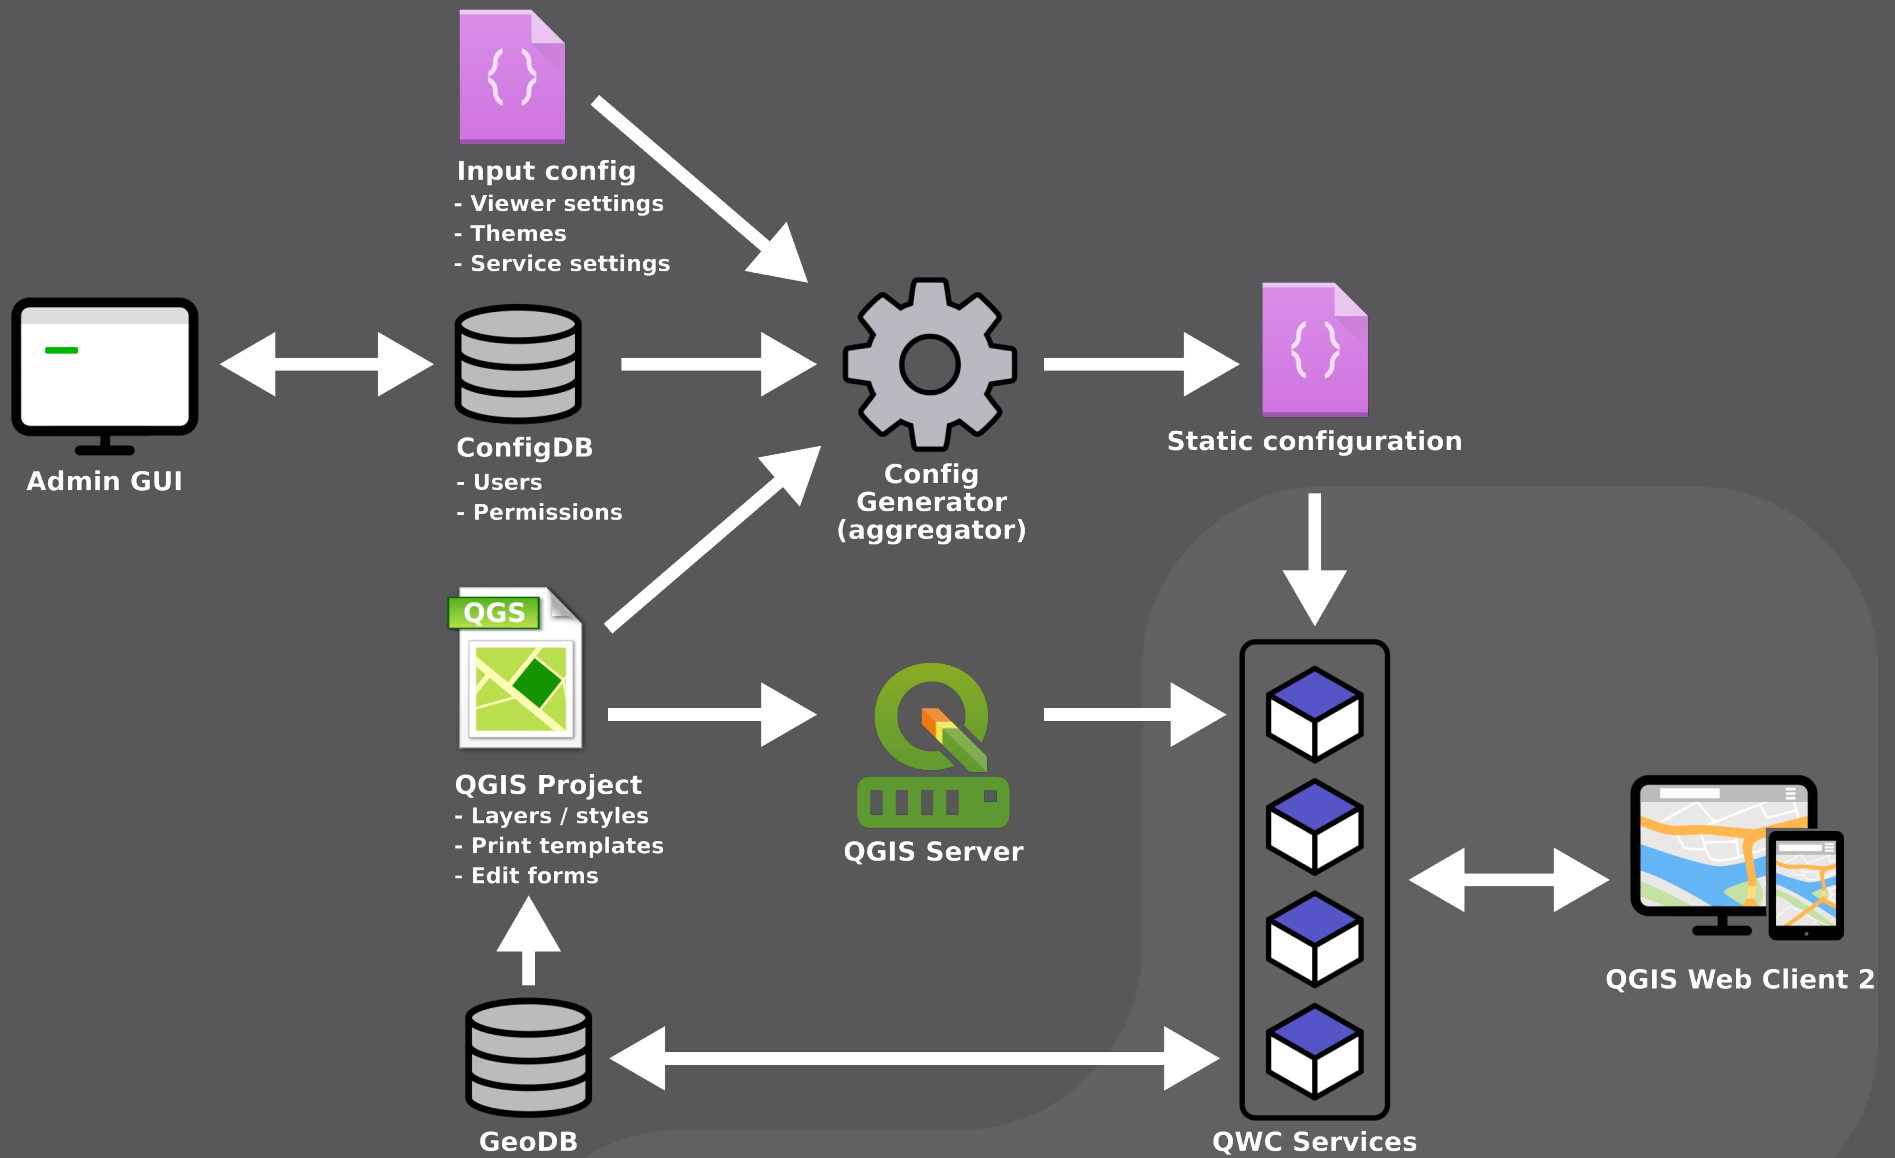 Input config
- Viewer settings
- Themes
- Service settings
Admin GUI
ConfigDB
- Users
- Permissions
Config
Generator
(aggregator)
Static configuration
QGS
QGIS Project
- Layers / styles
- Print templates
- Edit forms
QGIS Server
QGIS Web Client 2
GeoDB
QWC Services